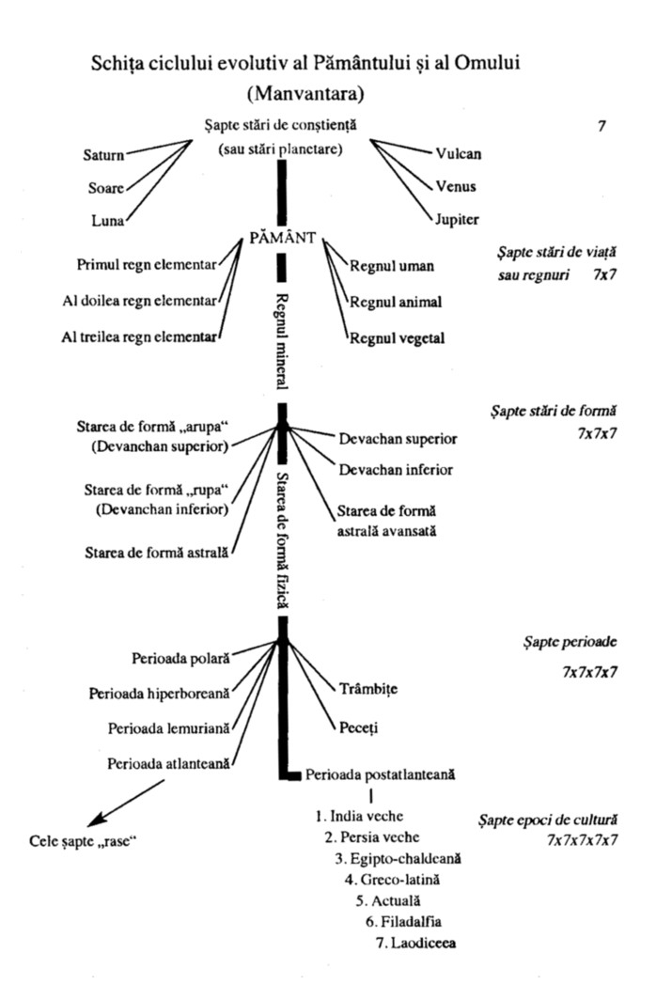 Schița ciclului evolutiv al Pământului și al Omului
(Manvantara)
Șapte stări de conștiență
(sau stări planetare)
7
Saturn
Soare
Luna
Vulcan
Venus
Jupiter
PĂMÂNT
Șapte stări de viață
sau regnuri 7x7
Primul regn elementar
Al doilea regn elementar
Al treilea regn elementar
Regnul uman
Regnul animal
Regnul vegetal
Regnul mineral
Șapte stări de formă
7x7x7
Starea de formă „arupa“
(Devanchan superior)
Starea de formă „rupa“
(Devanchan inferior)
Starea de formă astrală
Devachan superior
Devachan inferior
Starea de formă
astrală avansată
Starea de formă fizică
Șapte perioade
7x7x7x7
Perioada polară
Perioada hiperboreană
Perioada lemuriană
Perioada atlanteană
Trâmbițe
Peceți
Perioada postatlanteană
Cele șapte „rase“
1. India veche
2. Persia veche
3. Egipto-chaldeană
4. Greco-latină
5. Actuală
6. Filadalfia
7. Laodiceea
Șapte epoci de cultură
7x7x7x7x7